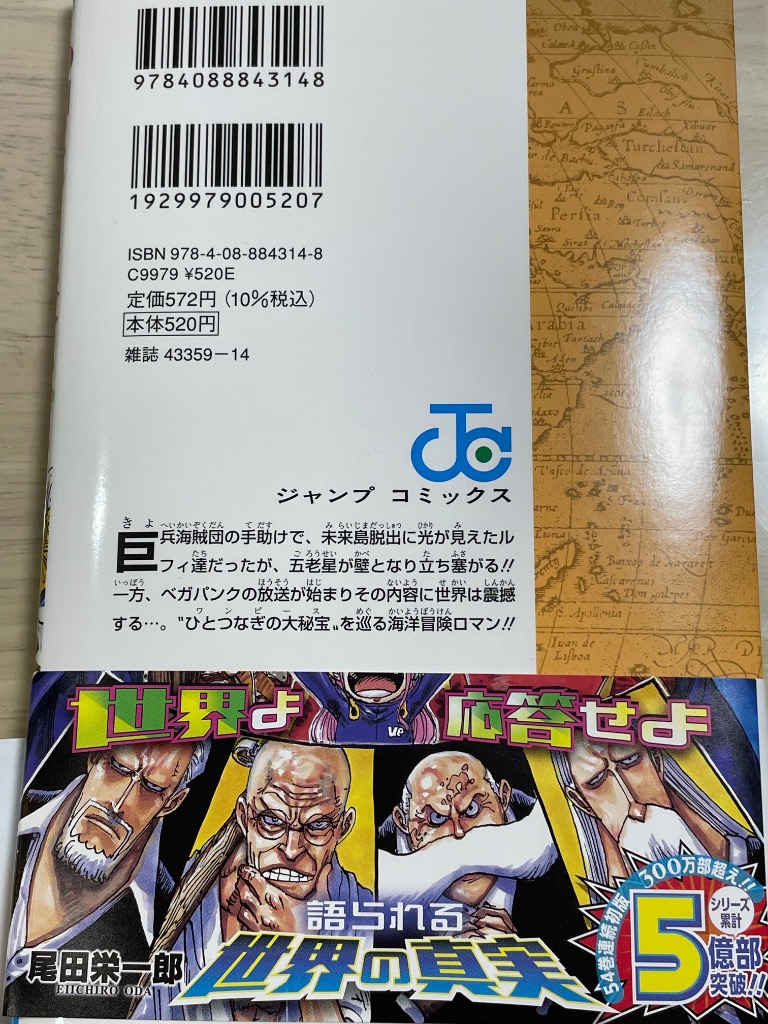 9784088843148
1929979005207
ISBN 978-4-08-884314-8
C9979 ¥520E
定価572円(10%税込)
本体520円
雑誌 43359-14
JC
ジャンプ コミックス
巨兵海賊団の手助けで、未来島脱出に光が見えたル
フィ達だったが、五老星が壁となり立ち塞がる!!
一方、ベガパンクの放送が始まりその内容に世界は震撼
する…。“ひとつなぎの大秘宝”を巡る海洋冒険ロマン!!
A S
Turchestan
Persia
Arabia
Juan de
Lisboa
世界よ 応答せよ
語られる
世界の真実
尾田栄一郎
EIICHIRO ODA
54巻連続初版
300万部超え!!
シリーズ
累計
5億部
突破!!